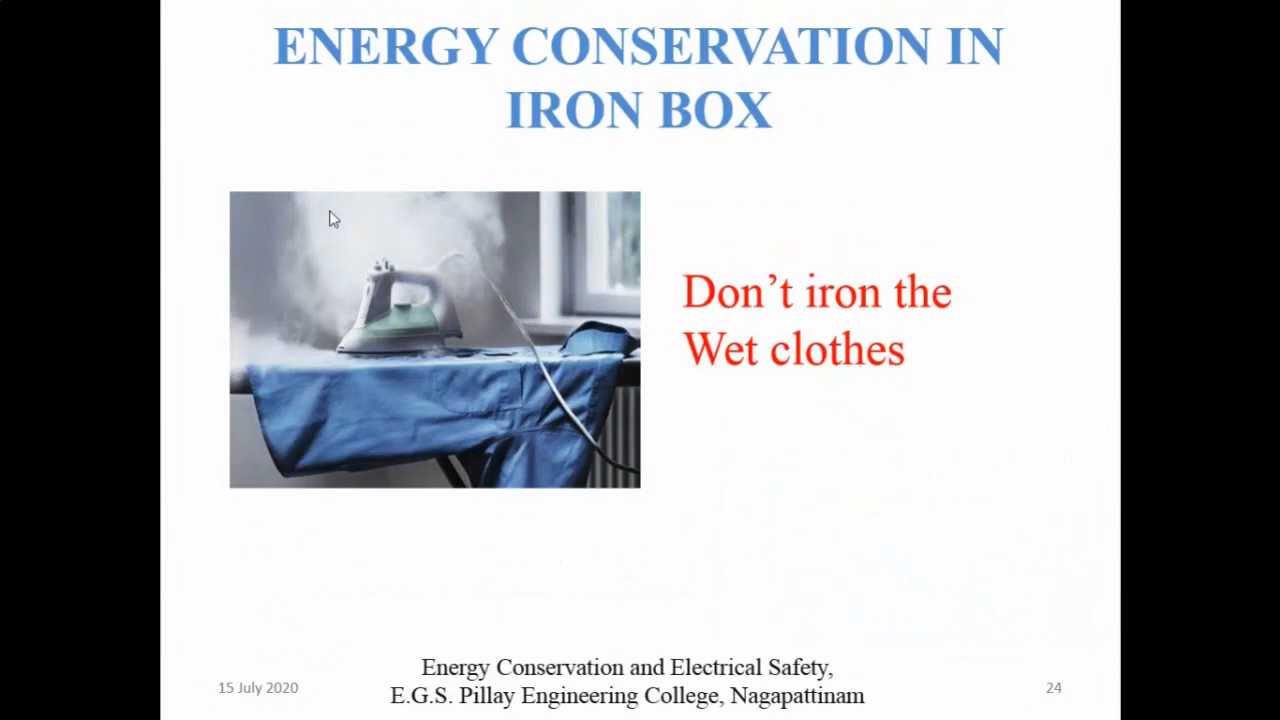 ENERGY CONSERVATION IN
IRON BOX
Don’t iron the
Wet clothes
15 July 2020
Energy Conservation and Electrical Safety,
E.G.S. Pillay Engineering College, Nagapattinam
24